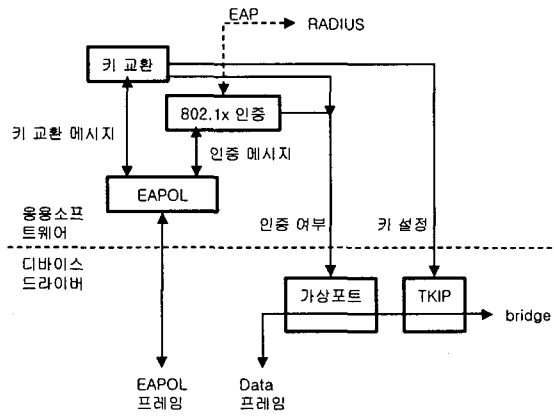 EAP
RADIUS
키 교환
802.1x 인증
키 교환 메시지
인증 메시지
EAPOL
응용소프
트웨어
인증 여부
카 설정
디바이스
드라이버
가상포트
TKIP
bridge
EAPOL
프레임
Data
프레임